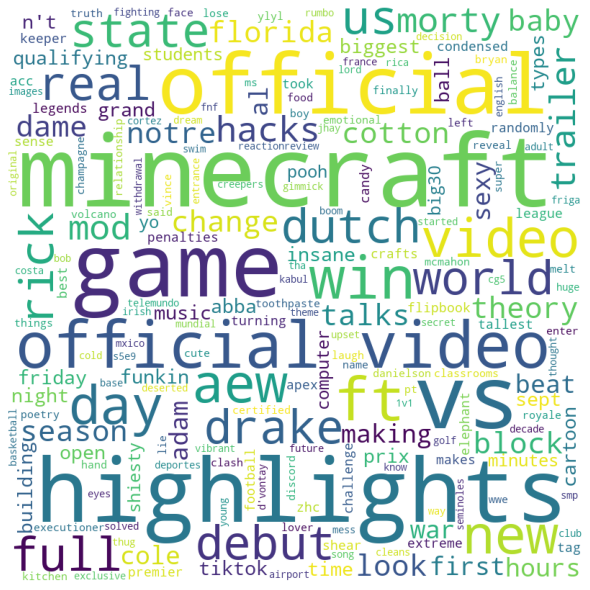 truth fighting face lose ylyl rumbo decision
n't keeper us morty baby
state florida biggest condensed bryan
qualifying students images france lord rica
real official types balance
acc ms took
legends grand al ball english
dame notre hacks fnf food finally emotional
cortez boy dream jhay left trailer
sense swim reactionreview cotton randomly reveal adult
original champagne relationship withdrawal vince entrance
minecraft
volcano pooh creepers gimmick candy big30 sexy super friga
mod yo change boom started league
bob said dutch video huge
rick penalties insane tha crafts mcmahon cg5 melt
costa best game kabul win world theory
telemundo abba toothpaste flipbook enter
things irish music turning theme talks secret tallest
mxico mundial upset
s5e9 official video
cold cute laugh name thought
friday base funkin deserted apex computer danielson classrooms beat
night day aew certified ft pt 1v1 vs
poetry adam drake making elephant royale decade
basketball season sept block cartoon
building open lie vibrant future golf minutes
hand shiesty clash prix makes
eyes deportes football d'vontay zhc discord challenge know wwe seminoles smp
highlights
executioner solved young lover war way new club
full thug cole debut mess shear extreme tag
premier song look first
kitchen exclusive tiktok time cleans hours
airport